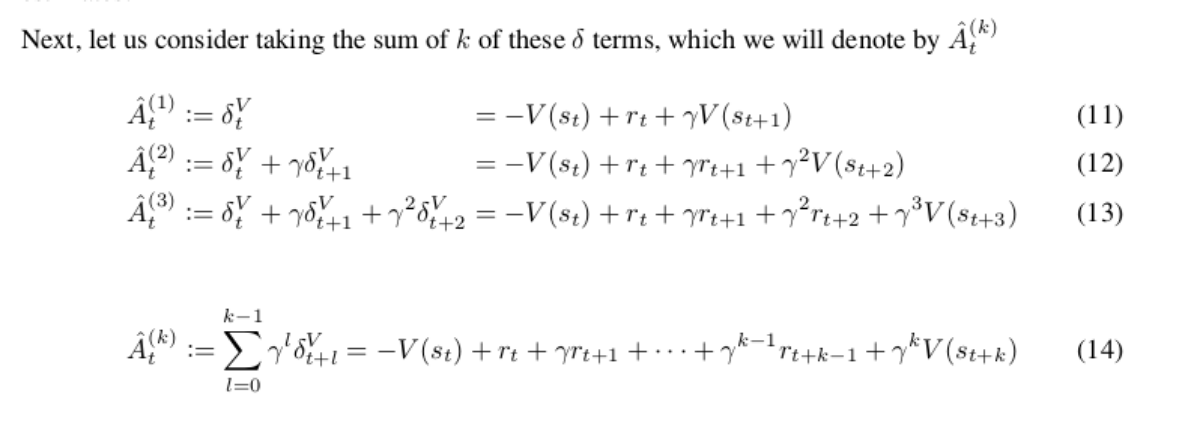 Next, let us consider taking the sum of k of these δ terms, which we will denote by Â_t^{(k)}
Â_t^{(1)} := δ_t^V = −V(s_t) + r_t + γV(s_{t+1}) (11)
Â_t^{(2)} := δ_t^V + γδ_{t+1}^V = −V(s_t) + r_t + γr_{t+1} + γ^2V(s_{t+2}) (12)
Â_t^{(3)} := δ_t^V + γδ_{t+1}^V + γ^2δ_{t+2}^V = −V(s_t) + r_t + γr_{t+1} + γ^2r_{t+2} + γ^3V(s_{t+3}) (13)
Â_t^{(k)} := ∑_{l=0}^{k−1} γ^lδ_{t+l}^V = −V(s_t) + r_t + γr_{t+1} + ··· + γ^{k−1}r_{t+k−1} + γ^kV(s_{t+k}) (14)